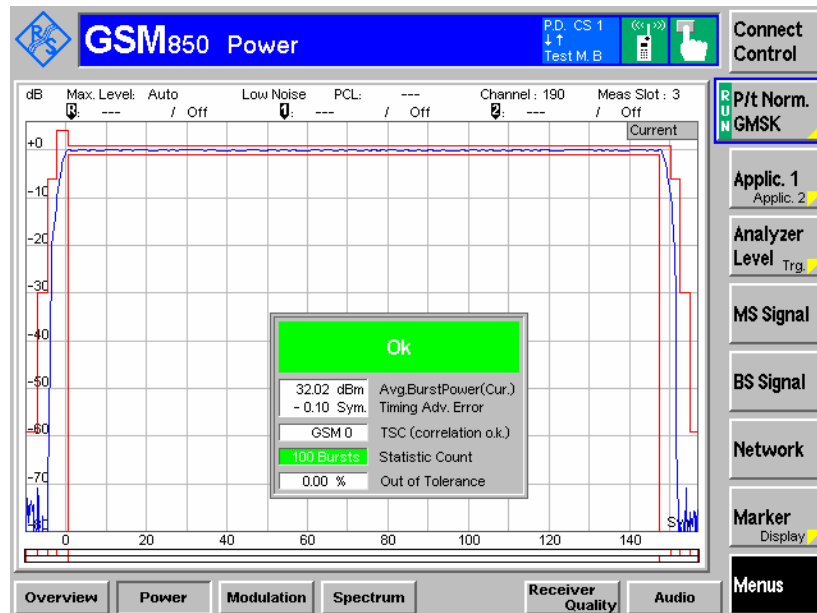 R&S
GSM850 Power
P.D. CS 1
Test M. B
Connect Control
dB Max. Level: Auto Low Noise PCL: --- Channel : 190 Meas Slot : 3
R: --- / Off 1: --- / Off 2: --- / Off
RUN
P/t Norm. GMSK
Current
+0
-10
-20
-30
-40
-50
-60
-70
-80
Applic. 1
Applic. 2
Analyzer Level Trg.
MS Signal
BS Signal
Network
Marker
Display
Menus
Ok
32.02 dBm Avg.BurstPower(Cur.)
- 0.10 Sym. Timing Adv. Error
GSM 0 TSC (correlation o.k.)
100 Bursts Statistic Count
0.00 % Out of Tolerance
0 20 40 60 80 100 120 140
Overview Power Modulation Spectrum Receiver Quality Audio